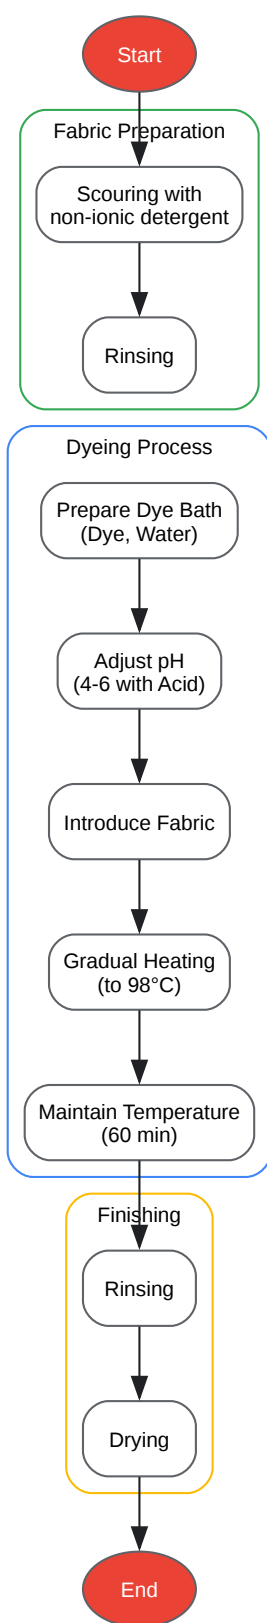 Start
Fabric Preparation
Scouring with
non-ionic detergent
Rinsing
Dyeing Process
Prepare Dye Bath
(Dye, Water)
Adjust pH
(4-6 with Acid)
Introduce Fabric
Gradual Heating
(to 98°C)
Maintain Temperature
(60 min)
Finishing
Rinsing
Drying
End